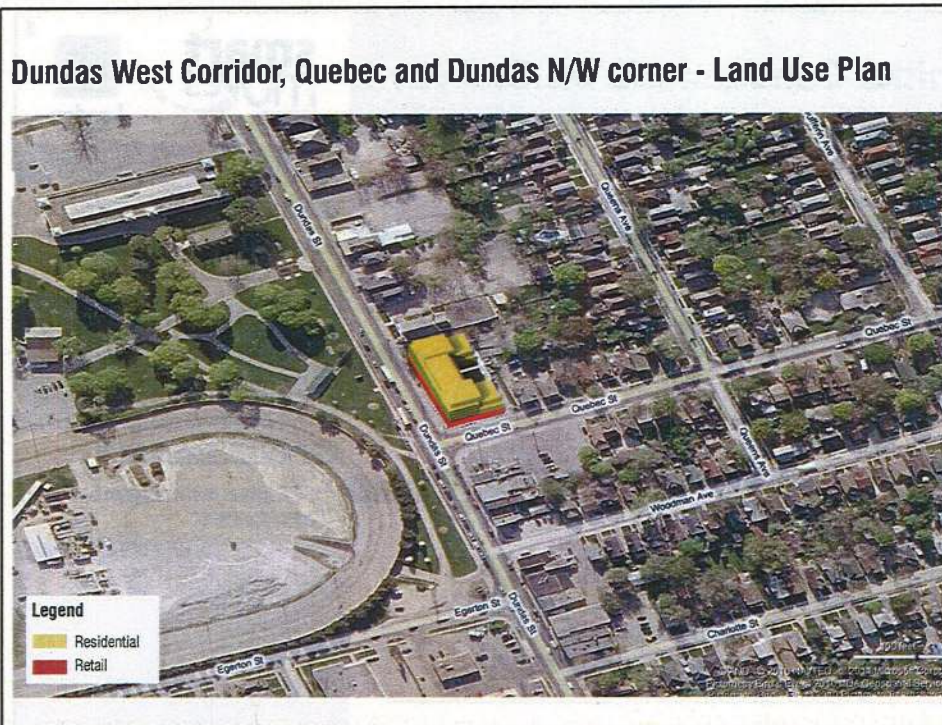 Dundas West Corridor, Quebec and Dundas N/W corner - Land Use Plan
Dundas St
Queens Ave
Quebec St
Quebec St
Quebec St
Dundas St
Queens Ave
Woodman Ave
Egerton St
Dundas St
Charlotte St
Egerton St
Legend
Residential
Retail